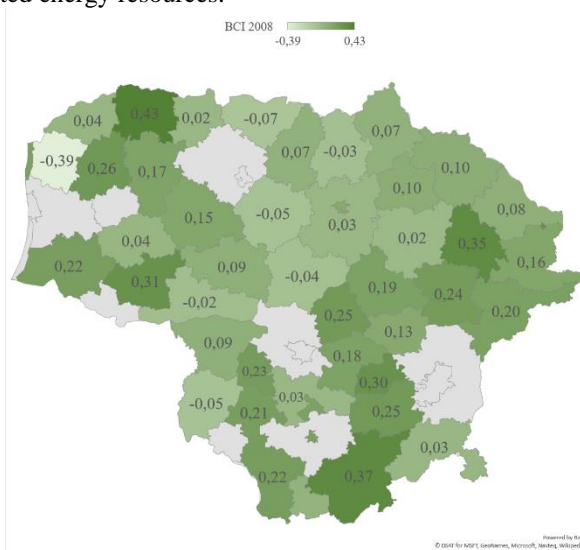 ted energy resources.
BCI 2008
-0,39 0,43
0,04 0,43 0,02 -0,07
-0,39 0,26 0,17 0,07 -0,03 0,07
0,10 0,10
0,15 -0,05 0,03 0,02 0,08
0,04 0,35 0,16
0,22 0,31 0,09 -0,04 0,19 0,24
-0,02 0,25 0,13 0,20
0,09 0,18
0,23 0,30
-0,05 0,21 0,03 0,25
0,22 0,37 0,03
Powered by
© DSAT for MSFT, GeoNames, Microsoft, Navteq,